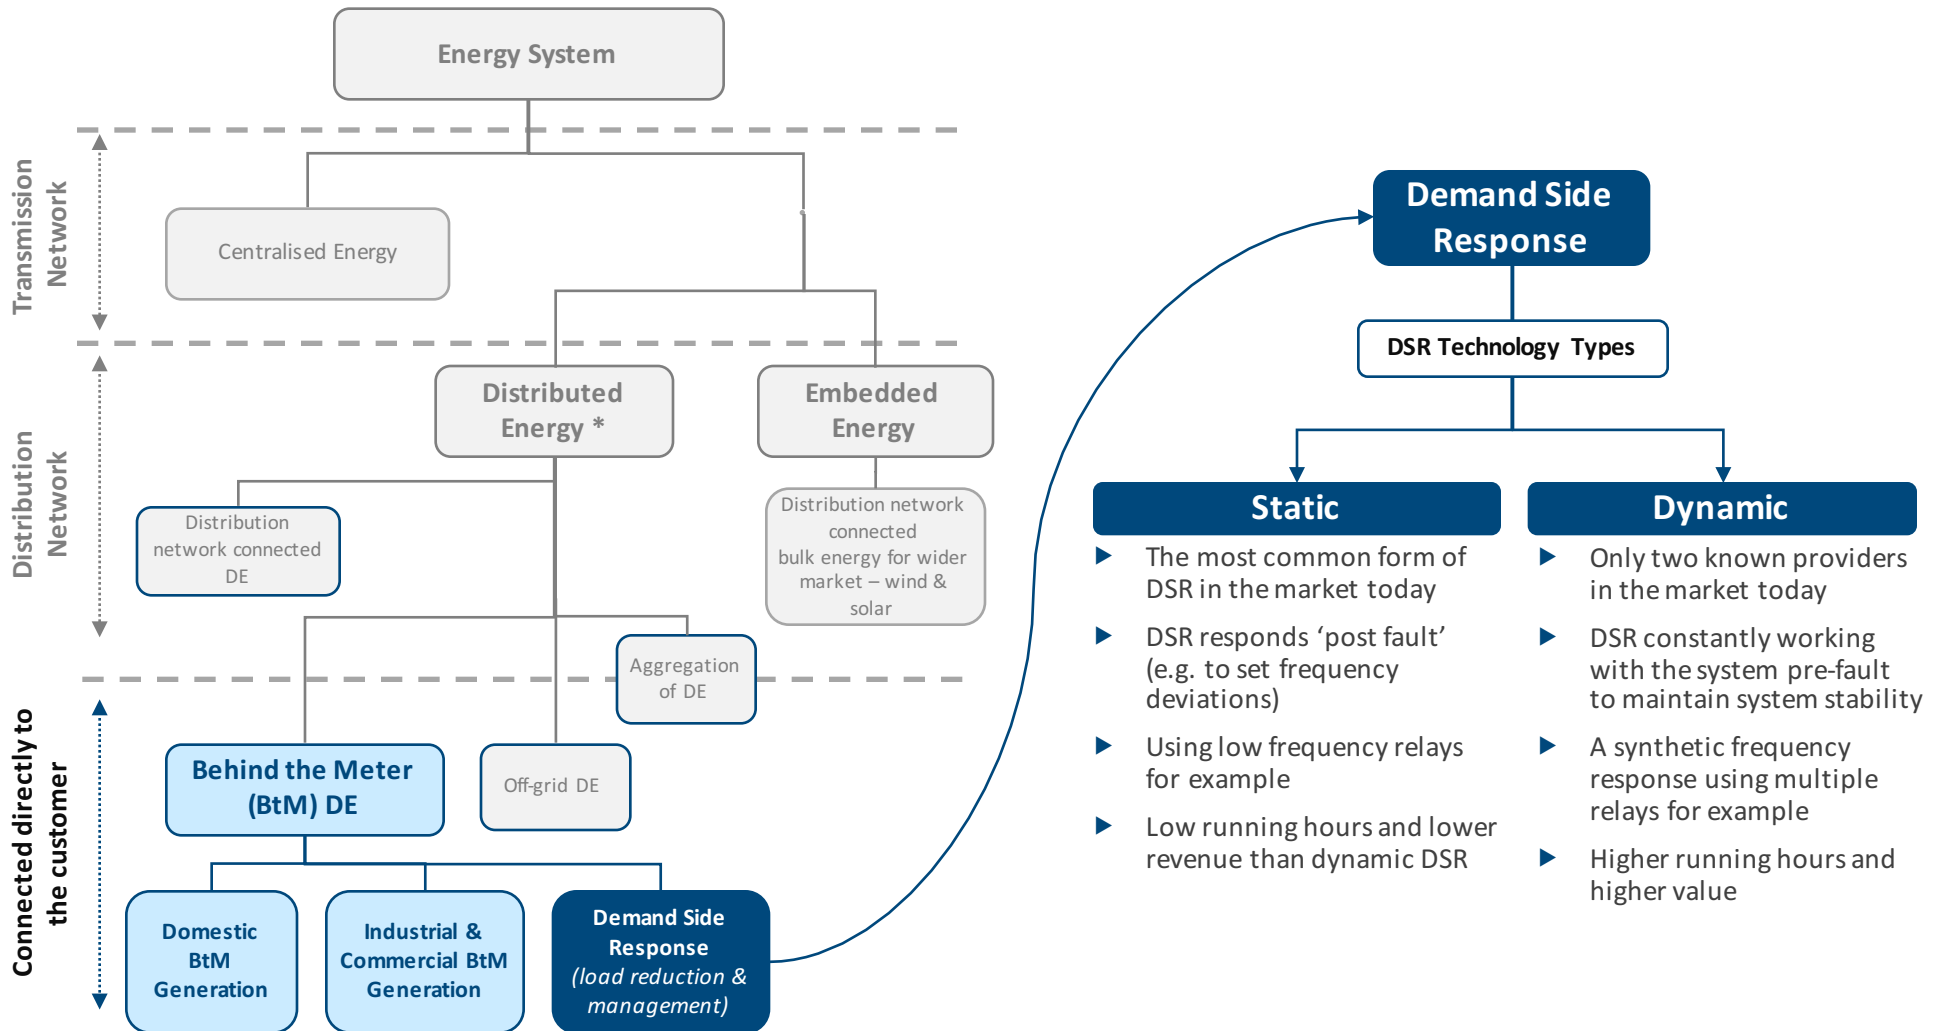 Energy System
Transmission
Network
Centralised Energy
Distribution
Network
Distributed
Energy *
Embedded
Energy
Distribution
network connected
DE
Distribution network
connected
bulk energy for wider
market – wind &
solar
Aggregation
of DE
Connected directly to
the customer
Behind the Meter
(BtM) DE
Off-grid DE
Domestic
BtM
Generation
Industrial &
Commercial BtM
Generation
Demand Side
Response
(load reduction &
management)
Demand Side
Response
DSR Technology Types
Static
The most common form of
DSR in the market today
DSR responds ‘post fault’
(e.g. to set frequency
deviations)
Using low frequency relays
for example
Low running hours and lower
revenue than dynamic DSR
Dynamic
Only two known providers
in the market today
DSR constantly working
with the system pre-fault
to maintain system stability
A synthetic frequency
response using multiple
relays for example
Higher running hours and
higher value